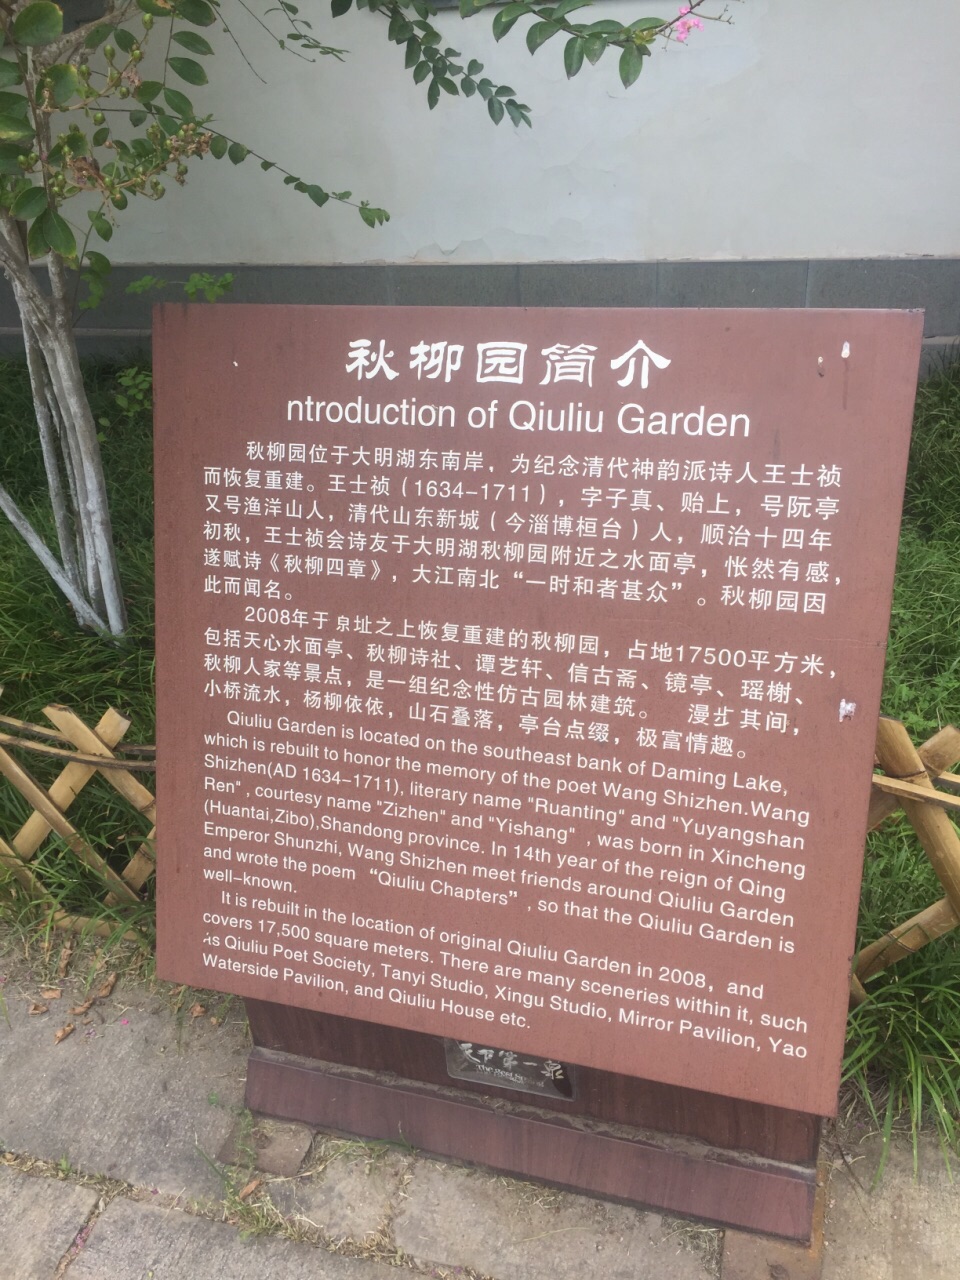 秋柳园简介
ntroduction of Qiuliu Garden
秋柳园位于大明湖东南岸，为纪念清代神韵派诗人王士祯
而恢复重建。王士祯（1634-1711），字子真、贻上，号阮亭
又号渔洋山人，清代山东新城（今淄博桓台）人，顺治十四年
初秋，王士祯会诗友于大明湖秋柳园附近之水面亭，怅然有感，
遂赋诗《秋柳四章》，大江南北“一时和者甚众”。秋柳园因
此而闻名。
2008年于泉址之上恢复重建的秋柳园，占地17500平方米，
包括天心水面亭、秋柳诗社、谭艺轩、信古斋、镜亭、瑶榭、
秋柳人家等景点，是一组纪念性仿古园林建筑。 漫步其间，
小桥流水，杨柳依依，山石叠落，亭台点缀，极富情趣。
Qiuliu Garden is located on the southeast bank of Daming Lake,
which is rebuilt to honor the memory of the poet Wang Shizhen.Wang
Shizhen(AD 1634-1711), literary name "Ruanting" and "Yuyangshan
Ren" , courtesy name "Zizhen" and "Yishang" , was born in Xincheng
(Huantai,Zibo),Shandong province. In 14th year of the reign of Qing
Emperor Shunzhi, Wang Shizhen meet friends around Qiuliu Garden
and wrote the poem “Qiuliu Chapters” , so that the Qiuliu Garden is
well-known.
It is rebuilt in the location of original Qiuliu Garden in 2008, and
covers 17,500 square meters. There are many sceneries within it, such
as Qiuliu Poet Society, Tanyi Studio, Xingu Studio, Mirror Pavilion, Yao
Waterside Pavilion, and Qiuliu House etc.
天下第一泉